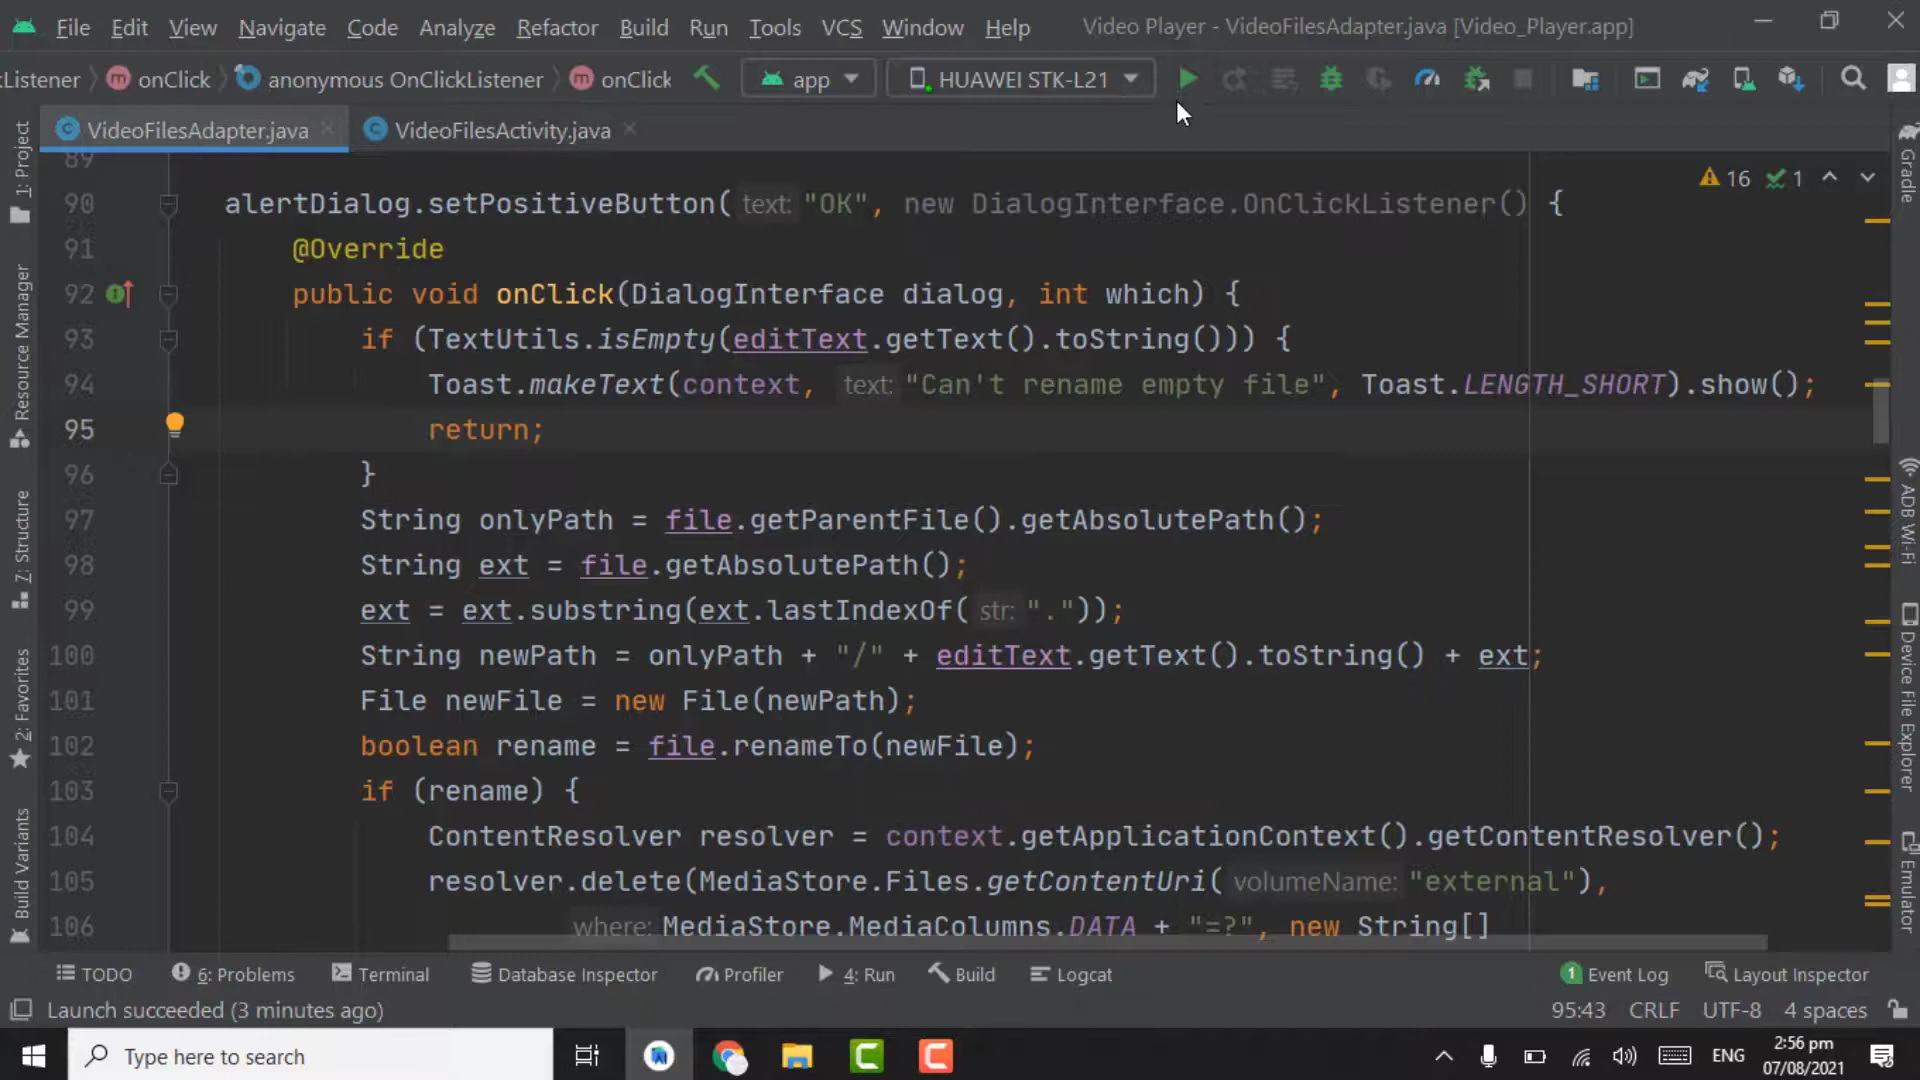 File Edit View Navigate Code Analyze Refactor Build Run Tools VCS Window Help Video Player - VideoFilesAdapter.java [Video_Player.app]
kListener onClick anonymous OnClickListener onClick app HUAWEI STK-L21
VideoFilesAdapter.java VideoFilesActivity.java
89
16 1
90 alertDialog.setPositiveButton( text: "OK", new DialogInterface.OnClickListener() {
91 @Override
92 public void onClick(DialogInterface dialog, int which) {
93 if (TextUtils.isEmpty(editText.getText().toString())) {
94 Toast.makeText(context, text: "Can't rename empty file", Toast.LENGTH_SHORT).show();
95 return;
96 }
97 String onlyPath = file.getParentFile().getAbsolutePath();
98 String ext = file.getAbsolutePath();
99 ext = ext.substring(ext.lastIndexOf( str: "."));
100 String newPath = onlyPath + "/" + editText.getText().toString() + ext;
101 File newFile = new File(newPath);
102 boolean rename = file.renameTo(newFile);
103 if (rename) {
104 ContentResolver resolver = context.getApplicationContext().getContentResolver();
105 resolver.delete(MediaStore.Files.getContentUri( volumeName: "external"),
106 where: MediaStore.MediaColumns.DATA + "=?", new String[]
1: Project
Resource Manager
7: Structure
2: Favorites
Build Variants
Gradle
ADB Wi-Fi
Device File Explorer
Emulator
TODO 6: Problems Terminal Database Inspector Profiler 4: Run Build Logcat 1 Event Log Layout Inspector
Launch succeeded (3 minutes ago) 95:43 CRLF UTF-8 4 spaces
Type here to search ENG 2:56 pm
07/08/2021